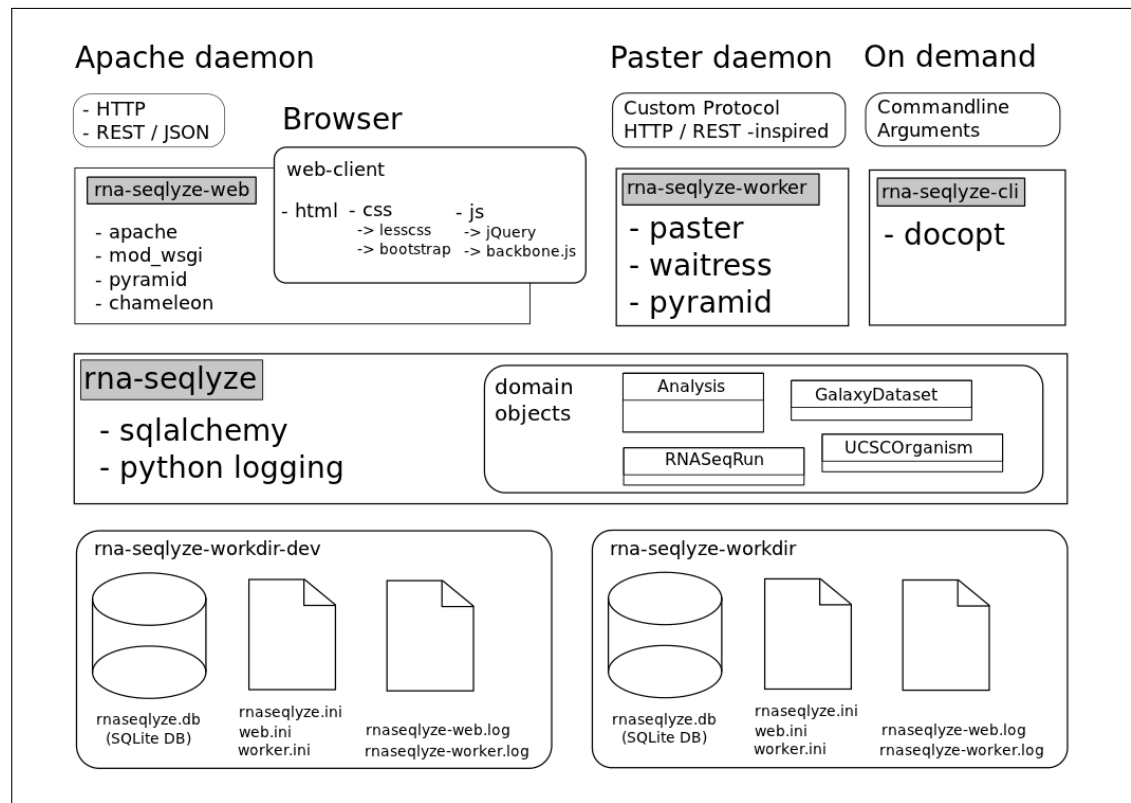 Apache daemon
- HTTP
- REST / JSON
Browser
web-client
- html
- css
-> lesscss
-> bootstrap
- js
-> jQuery
-> backbone.js
rna-seqlyze-web
- apache
- mod_wsgi
- pyramid
- chameleon
Paster daemon
Custom Protocol
HTTP / REST -inspired
rna-seqlyze-worker
- paster
- waitress
- pyramid
On demand
Commandline
Arguments
rna-seqlyze-cli
- docopt
rna-seqlyze
- sqlalchemy
- python logging
domain
objects
Analysis
GalaxyDataset
RNASeqRun
UCSCOrganism
rna-seqlyze-workdir-dev
rnaseqlyze.db
(SQLite DB)
rnaseqlyze.ini
web.ini
worker.ini
rnaseqlyze-web.log
rnaseqlyze-worker.log
rna-seqlyze-workdir
rnaseqlyze.db
(SQLite DB)
rnaseqlyze.ini
web.ini
worker.ini
rnaseqlyze-web.log
rnaseqlyze-worker.log